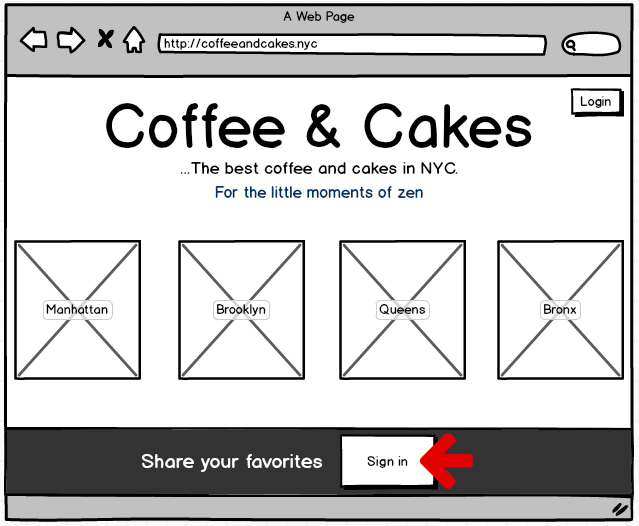 A Web Page
http://coffeeandcakes.nyc
Login
Coffee & Cakes
...The best coffee and cakes in NYC.
For the little moments of zen
Manhattan
Brooklyn
Queens
Bronx
Share your favorites
Sign in